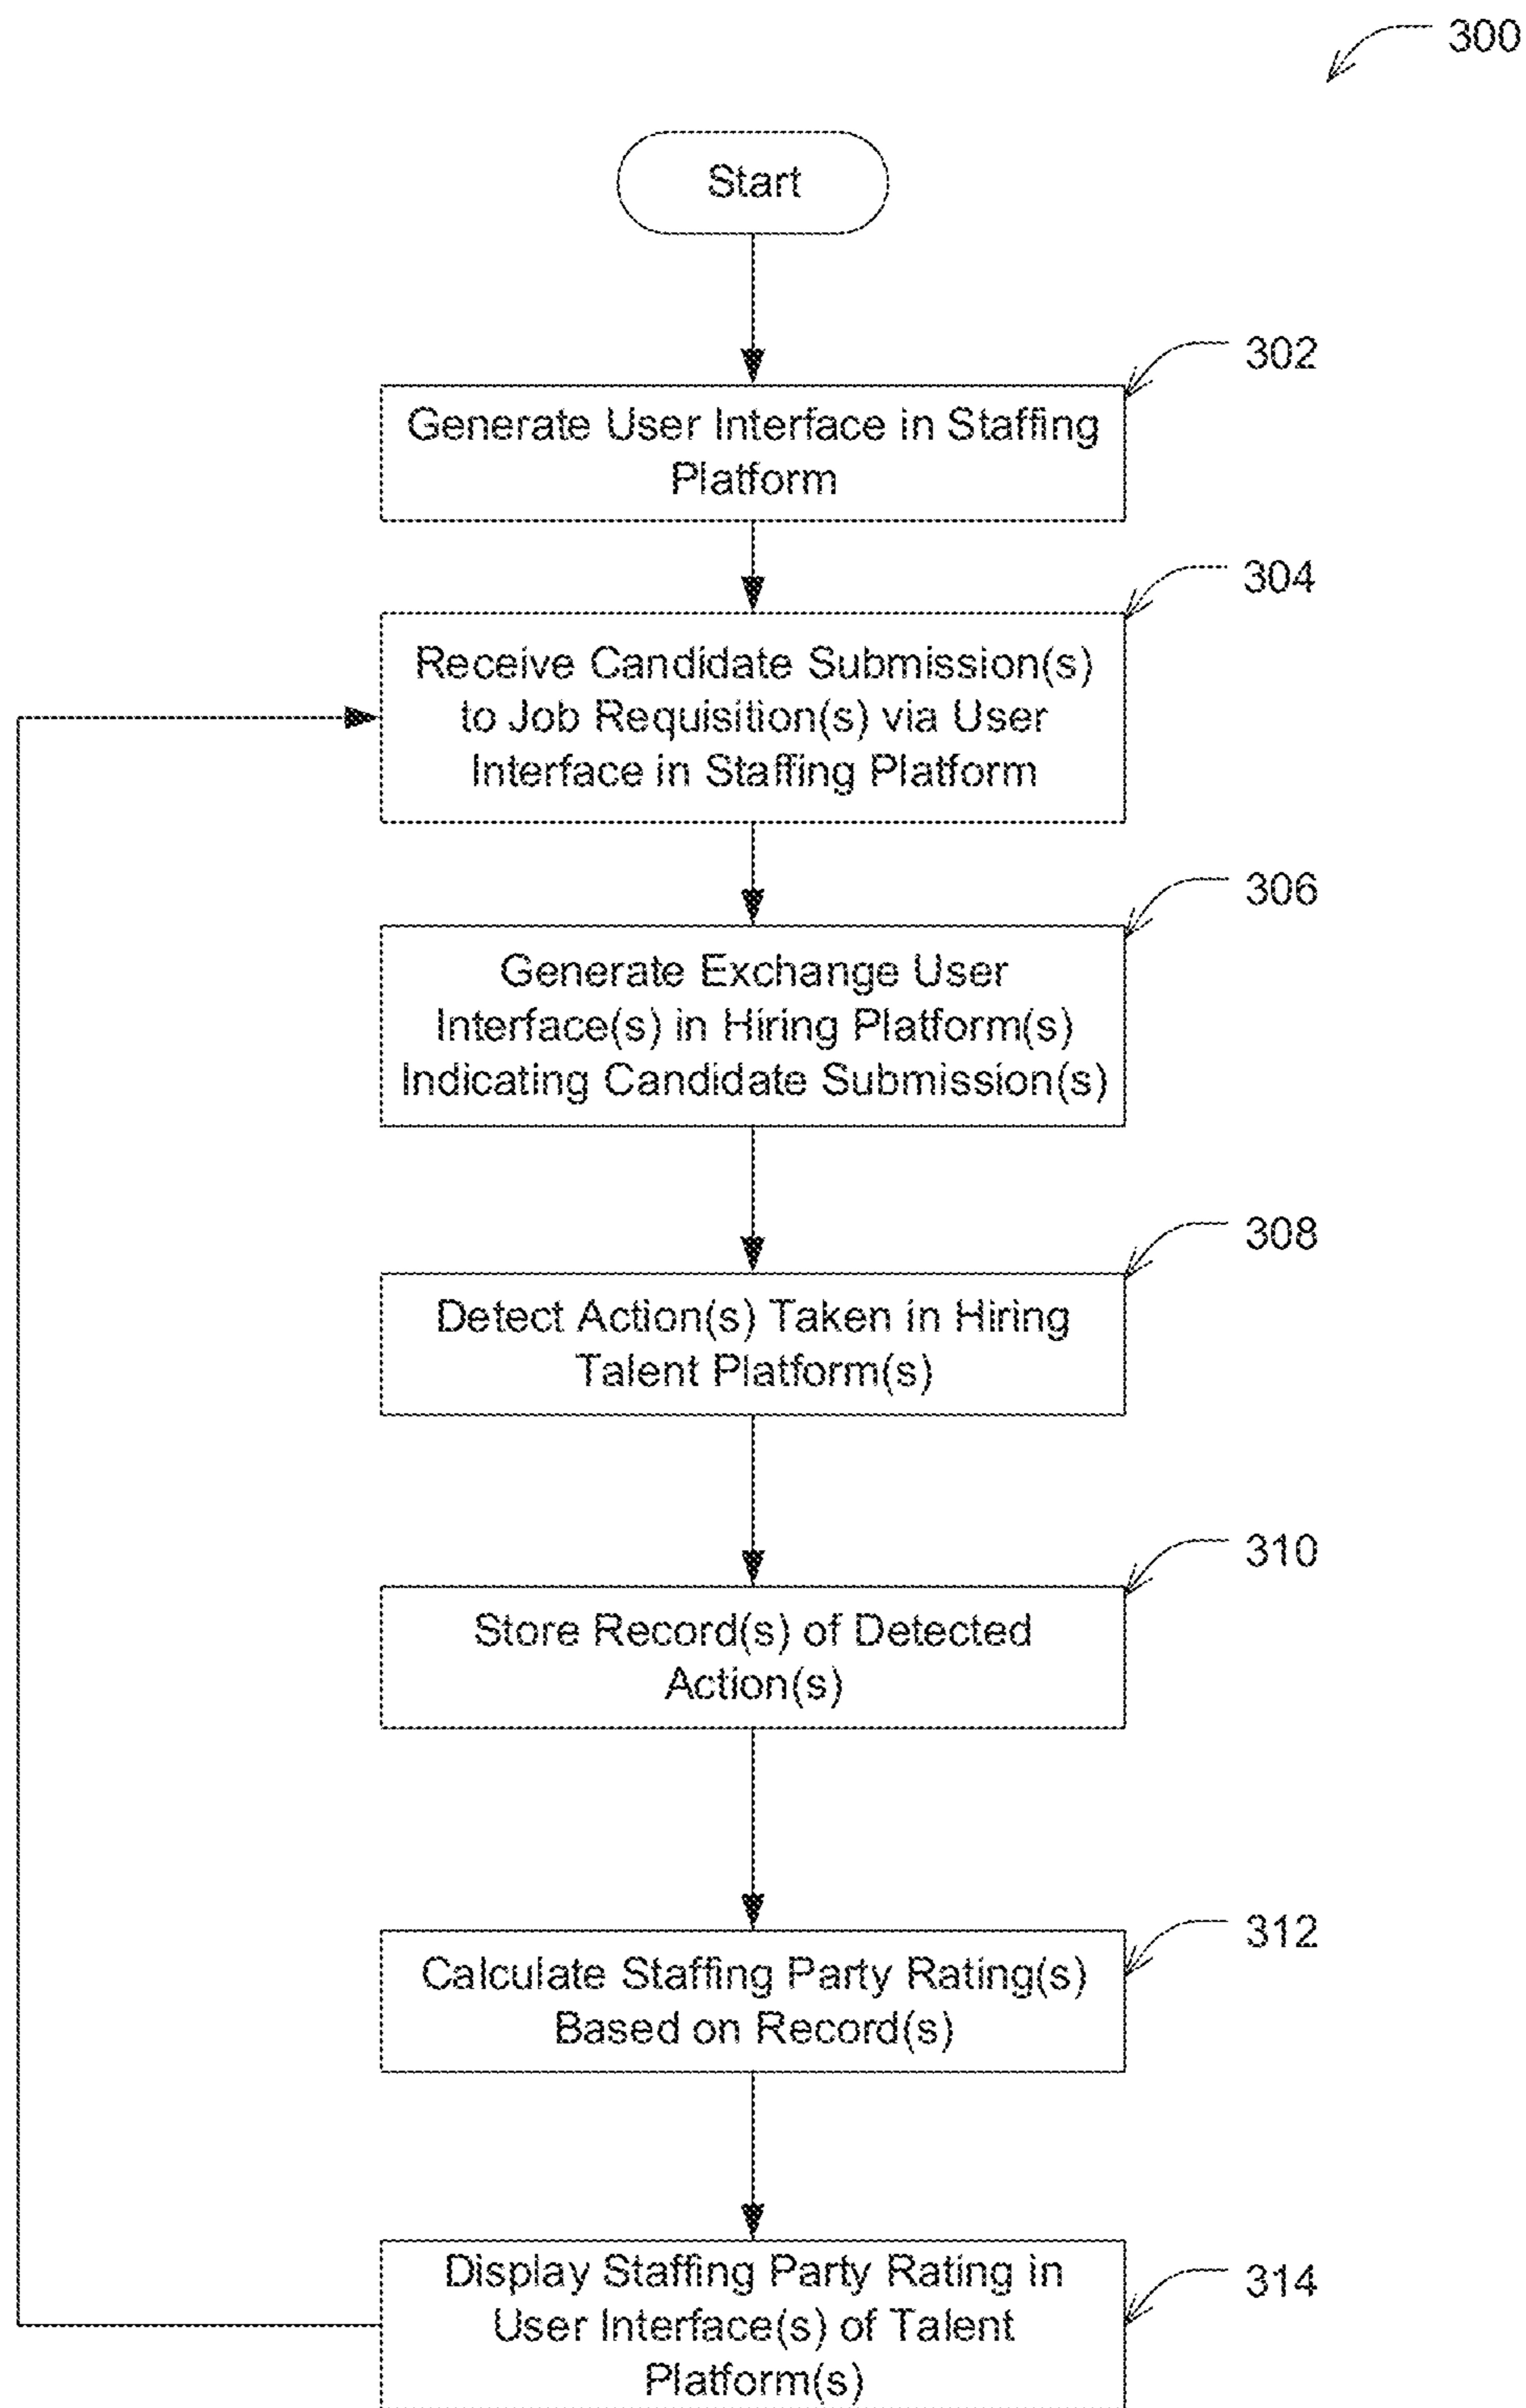 300
Start
302
Generate User Interface in Staffing
Platform
304
Receive Candidate Submission(s)
to Job Requisition(s) via User
Interface in Staffing Platform
306
Generate Exchange User
Interface(s) in Hiring Platform(s)
Indicating Candidate Submission(s)
308
Detect Action(s) Taken in Hiring
Talent Platform(s)
310
Store Record(s) of Detected
Action(s)
312
Calculate Staffing Party Rating(s)
Based on Record(s)
314
Display Staffing Party Rating in
User Interface(s) of Talent
Platform(s)